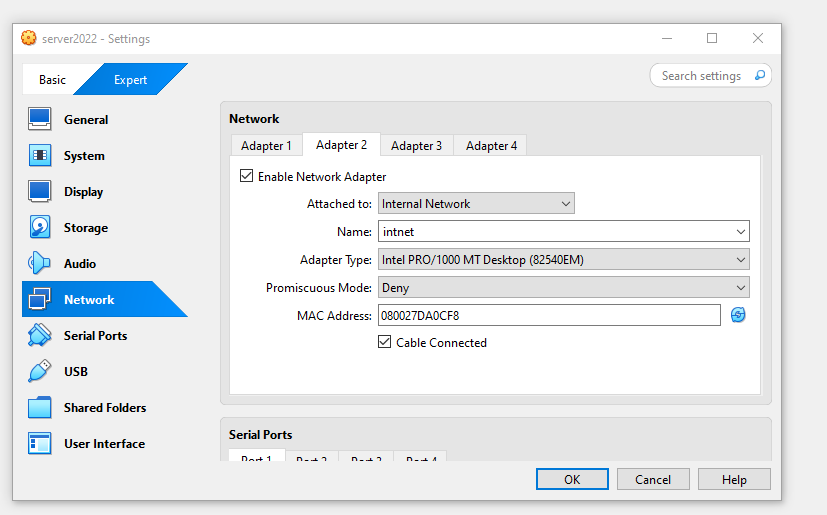 server2022 - Settings
Basic
Expert
Search settings
General
System
Display
Storage
Audio
Network
Serial Ports
USB
Shared Folders
User Interface
Network
Adapter 1 Adapter 2 Adapter 3 Adapter 4
Enable Network Adapter
Attached to: Internal Network
Name: intnet
Adapter Type: Intel PRO/1000 MT Desktop (82540EM)
Promiscuous Mode: Deny
MAC Address: 080027DA0CF8
Cable Connected
Serial Ports
Port 1 Port 2 Port 3 Port 4
OK Cancel Help